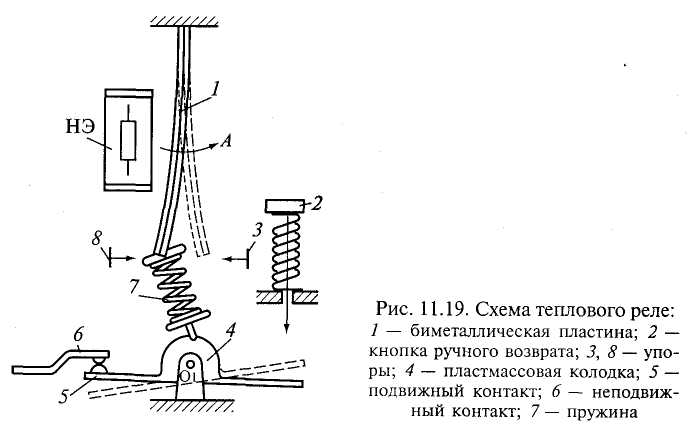 1
НЭ
A
2
8
3
7
6
4
5
O1
Рис. 11.19. Схема теплового реле:
1 — биметаллическая пластина; 2 —
кнопка ручного возврата; 3, 8 — упо-
ры; 4 — пластмассовая колодка; 5 —
подвижный контакт; 6 — неподвиж-
ный контакт; 7 — пружина